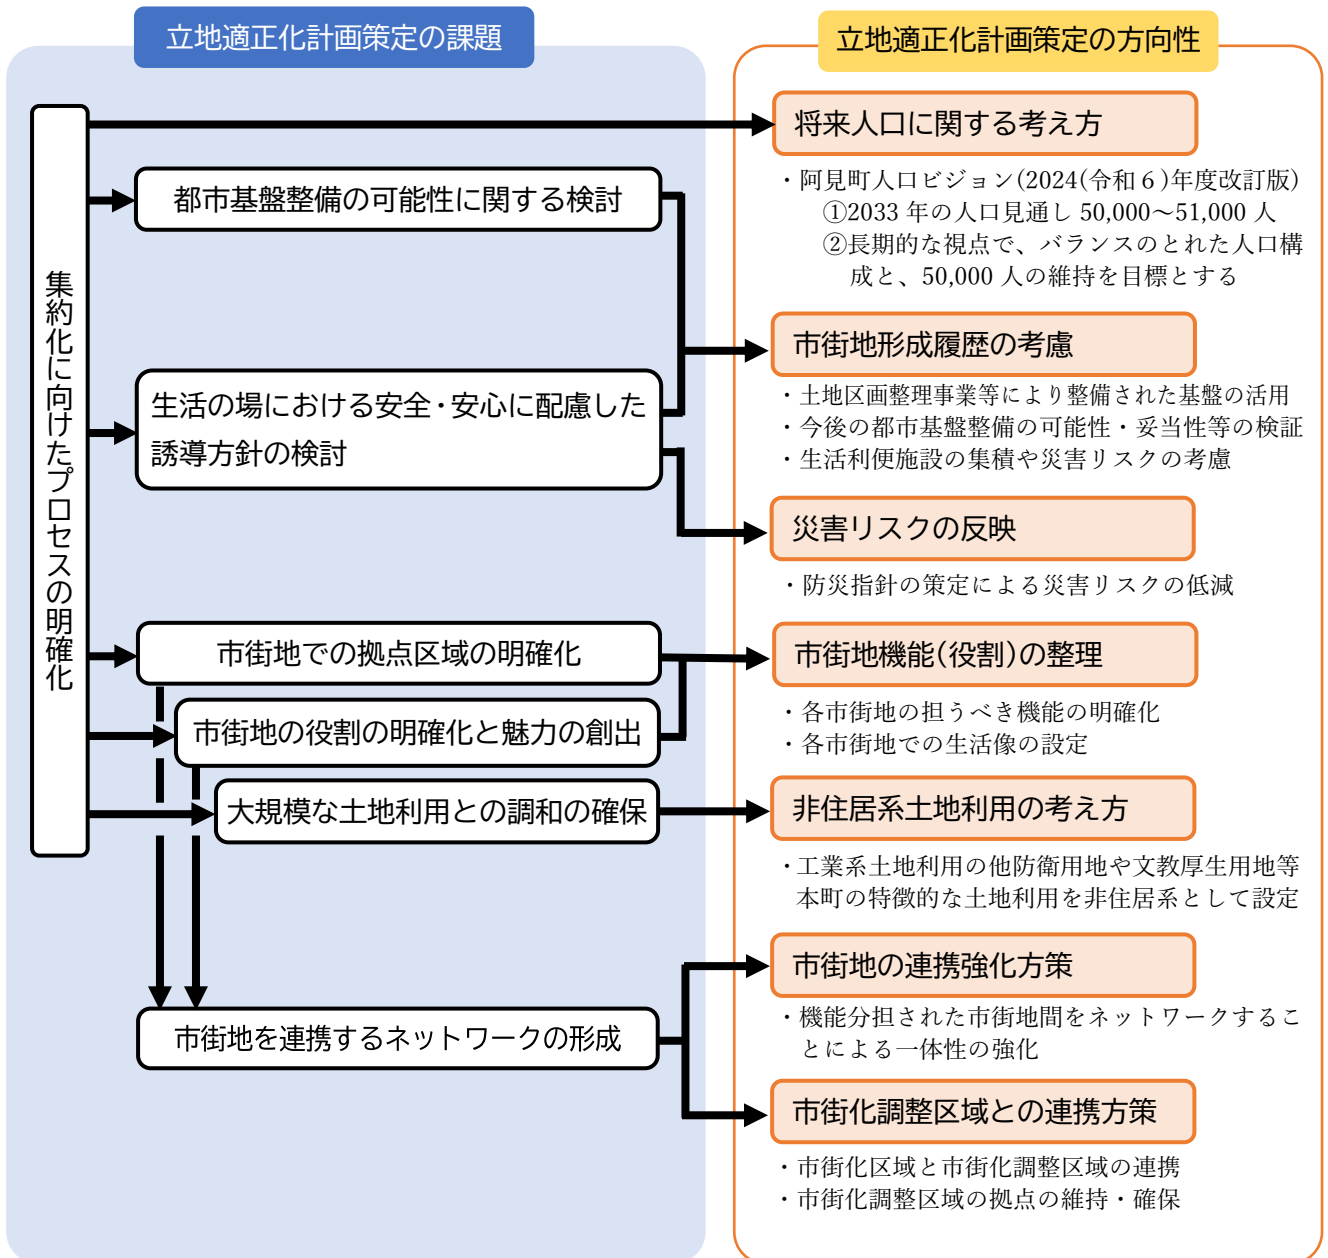 立地適正化計画策定の課題
集約化に向けたプロセスの明確化
都市基盤整備の可能性に関する検討
生活の場における安全・安心に配慮した
誘導方針の検討
市街地での拠点区域の明確化
市街地の役割の明確化と魅力の創出
大規模な土地利用との調和の確保
市街地を連携するネットワークの形成
立地適正化計画策定の方向性
将来人口に関する考え方
・阿見町人口ビジョン(2024(令和６)年度改訂版)
①2033 年の人口見通し 50,000～51,000 人
②長期的な視点で、バランスのとれた人口構
成と、50,000 人の維持を目標とする
市街地形成履歴の考慮
・土地区画整理事業等により整備された基盤の活用
・今後の都市基盤整備の可能性・妥当性等の検証
・生活利便施設の集積や災害リスクの考慮
災害リスクの反映
・防災指針の策定による災害リスクの低減
市街地機能(役割)の整理
・各市街地の担うべき機能の明確化
・各市街地での生活像の設定
非住居系土地利用の考え方
・工業系土地利用の他防衛用地や文教厚生用地等
本町の特徴的な土地利用を非住居系として設定
市街地の連携強化方策
・機能分担された市街地間をネットワークするこ
とによる一体性の強化
市街化調整区域との連携方策
・市街化区域と市街化調整区域の連携
・市街化調整区域の拠点の維持・確保